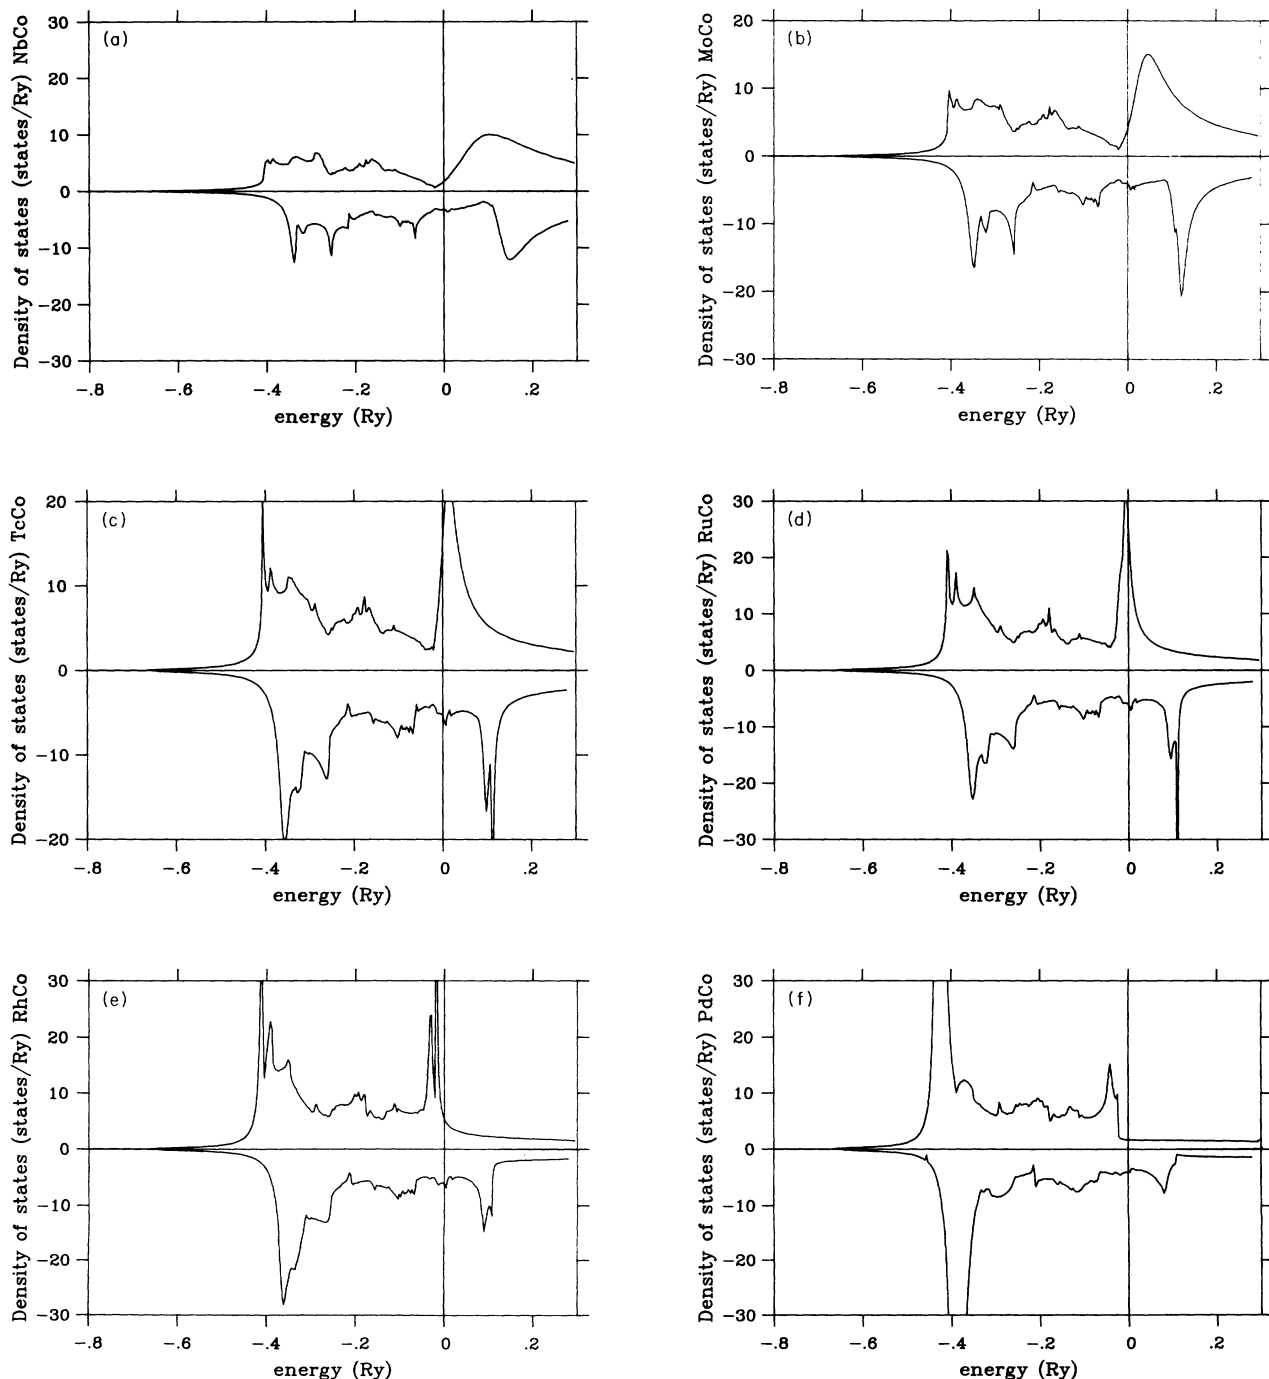 Density of states (states/Ry) NbCo
(a)
30
20
10
0
-10
-20
-30
-.8 -.6 -.4 -.2 0 .2
energy (Ry)
Density of states (states/Ry) MoCo
(b)
20
10
0
-10
-20
-30
-.8 -.6 -.4 -.2 0 .2
energy (Ry)
Density of states (states/Ry) TcCo
(c)
20
10
0
-10
-20
-.8 -.6 -.4 -.2 0 .2
energy (Ry)
Density of states (states/Ry) RuCo
(d)
30
20
10
0
-10
-20
-30
-.8 -.6 -.4 -.2 0 .2
energy (Ry)
Density of states (states/Ry) RhCo
(e)
30
20
10
0
-10
-20
-30
-.8 -.6 -.4 -.2 0 .2
energy (Ry)
Density of states (states/Ry) PdCo
(f)
30
20
10
0
-10
-20
-30
-.8 -.6 -.4 -.2 0 .2
energy (Ry)